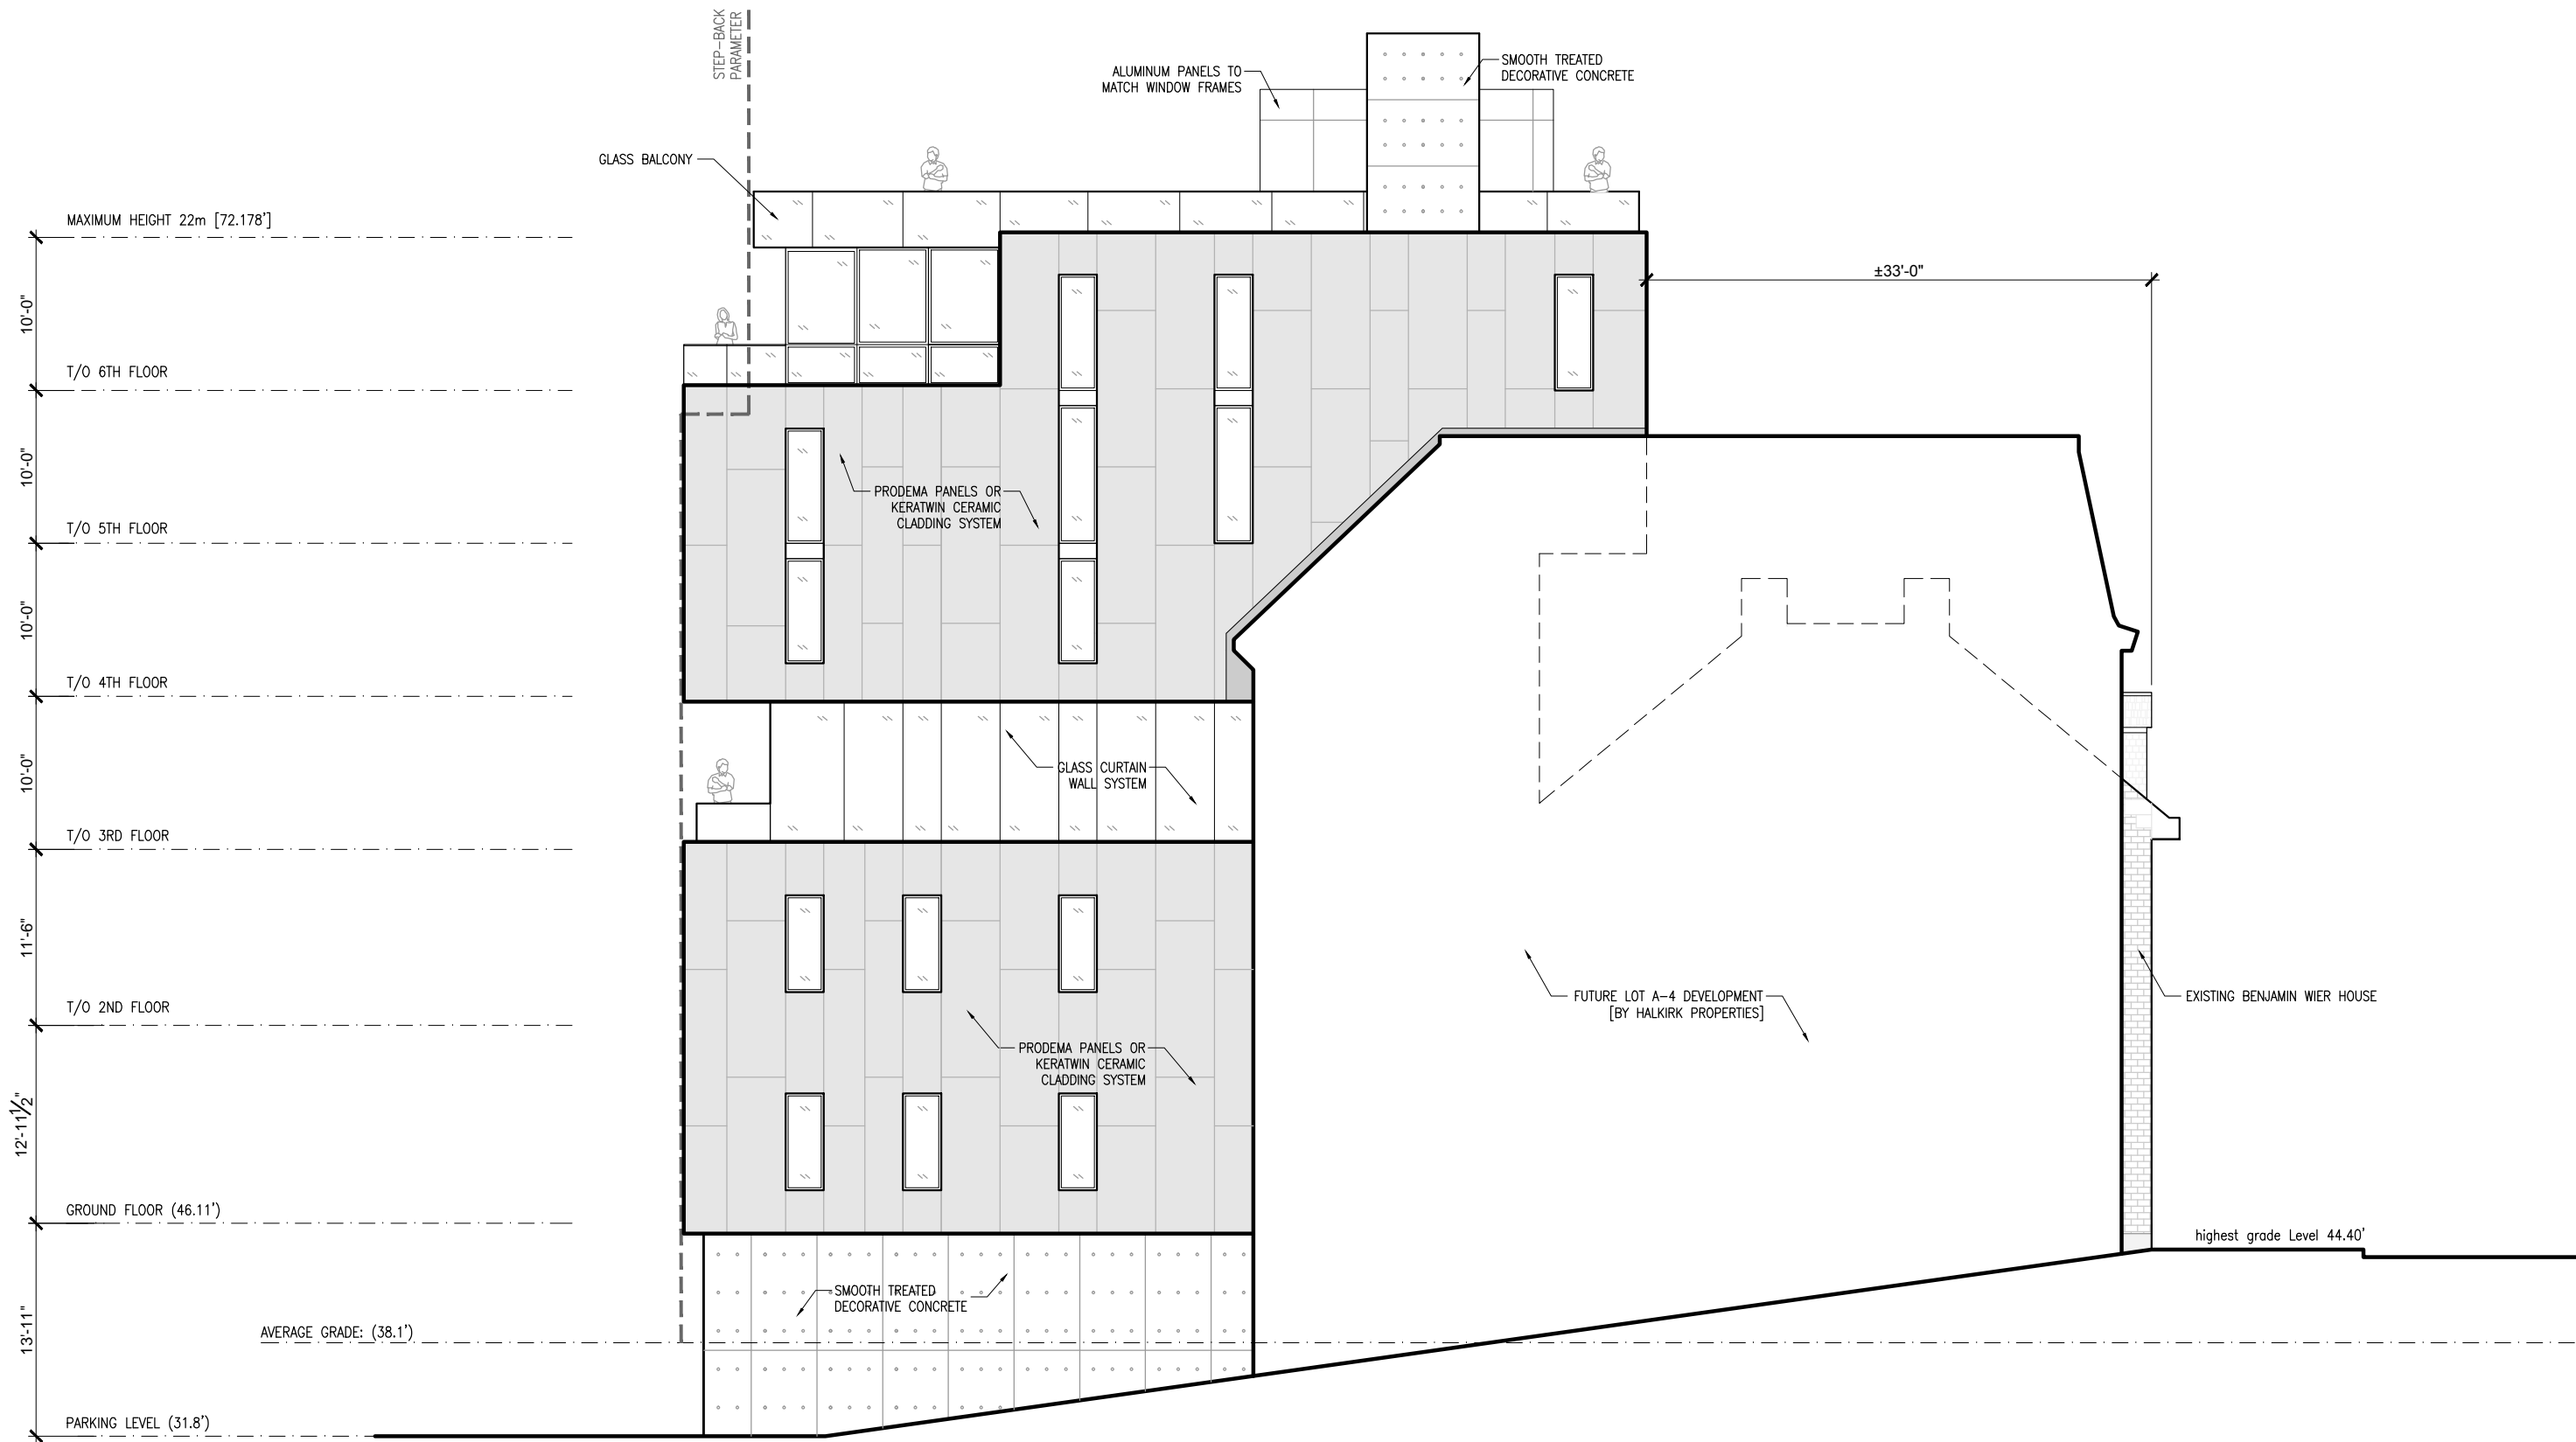 STEP-BACK
PARAMETER
ALUMINUM PANELS TO
MATCH WINDOW FRAMES
SMOOTH TREATED
DECORATIVE CONCRETE
GLASS BALCONY
MAXIMUM HEIGHT 22m [72.178']
±33'-0"
10'-0"
T/O 6TH FLOOR
10'-0"
PRODEMA PANELS OR
KERATWIN CERAMIC
CLADDING SYSTEM
T/O 5TH FLOOR
10'-0"
T/O 4TH FLOOR
10'-0"
GLASS CURTAIN
WALL SYSTEM
T/O 3RD FLOOR
11'-6"
T/O 2ND FLOOR
FUTURE LOT A-4 DEVELOPMENT
[BY HALKIRK PROPERTIES]
EXISTING BENJAMIN WIER HOUSE
PRODEMA PANELS OR
KERATWIN CERAMIC
CLADDING SYSTEM
12'-11 1/2"
GROUND FLOOR (46.11')
highest grade Level 44.40'
SMOOTH TREATED
DECORATIVE CONCRETE
13'-11"
AVERAGE GRADE: (38.1')
PARKING LEVEL (31.8')